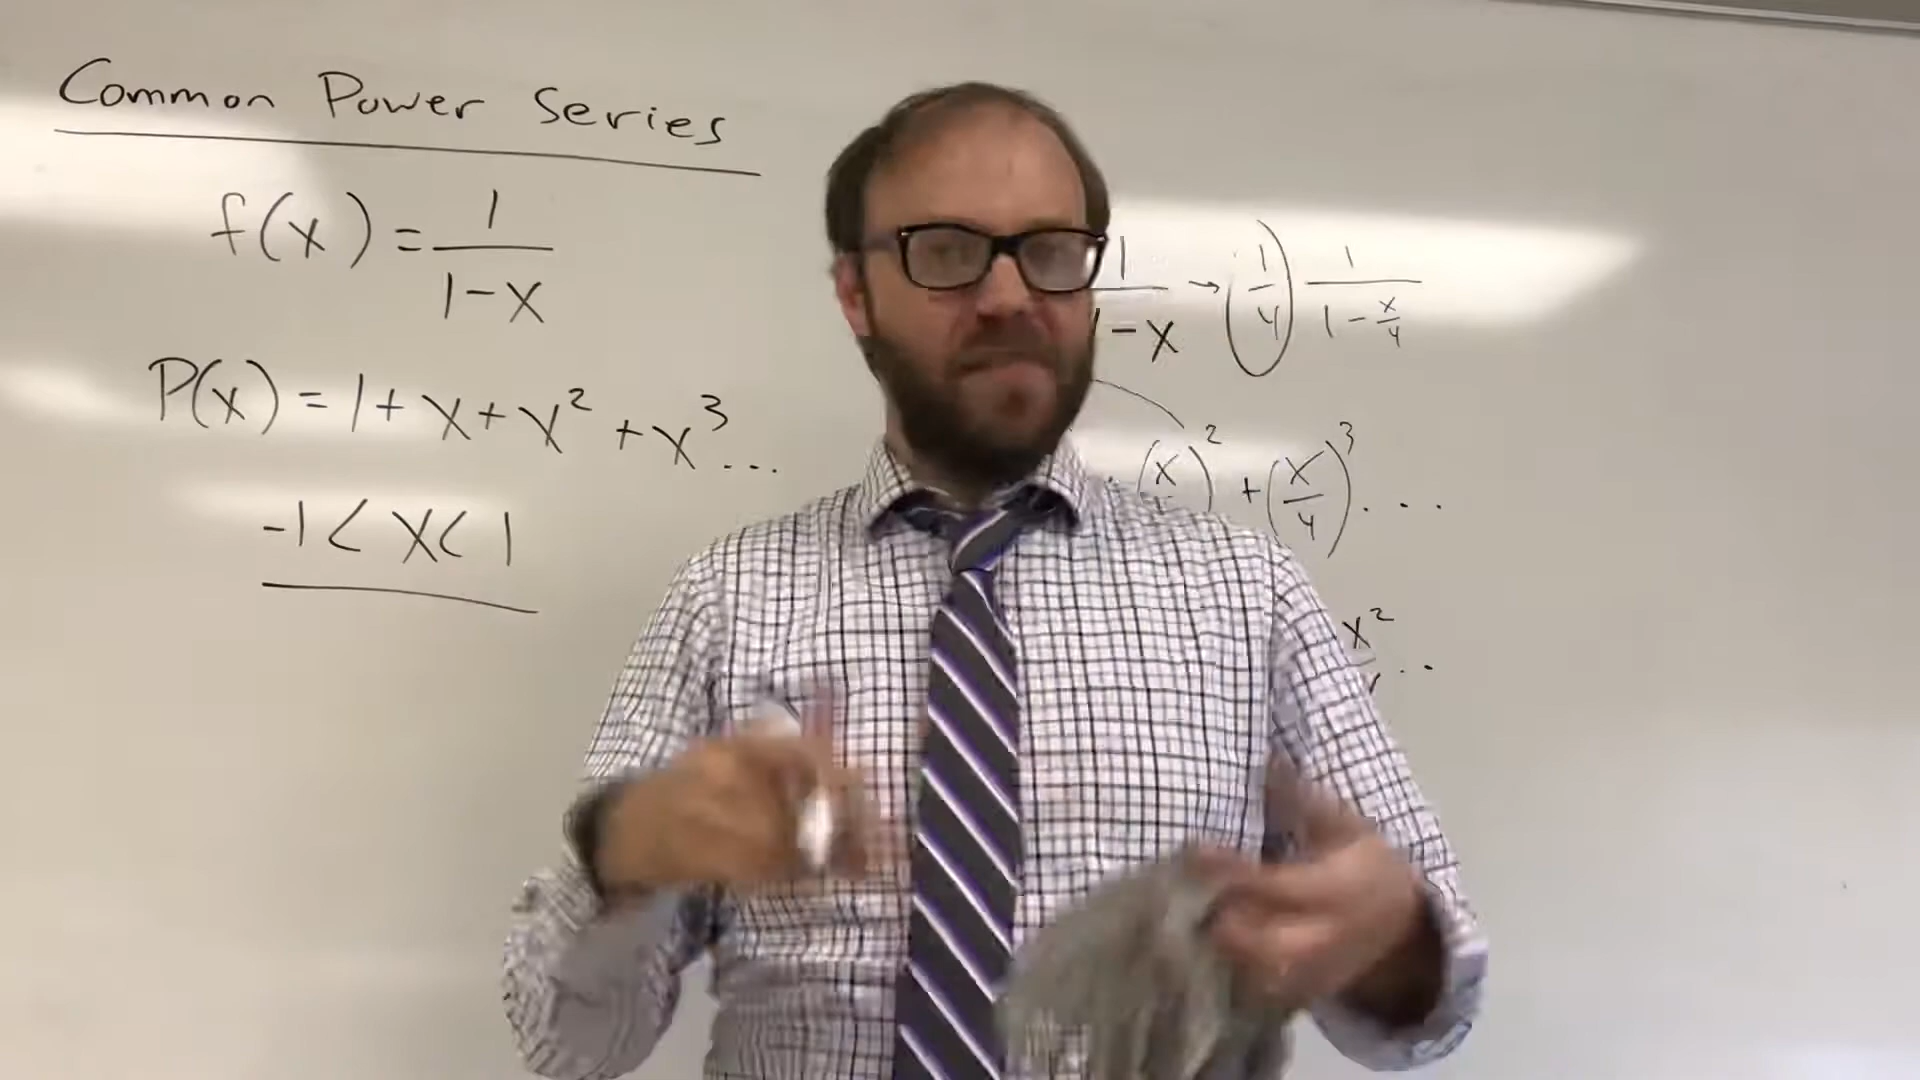 Common Power Series
f(x) = 1/(1-x)
P(x) = 1 + x + x² + x³ ...
-1 < x < 1
1/-x → (1/4) 1/(1 - x/4)
(x)² + (x/4)³ . . .
x² ...